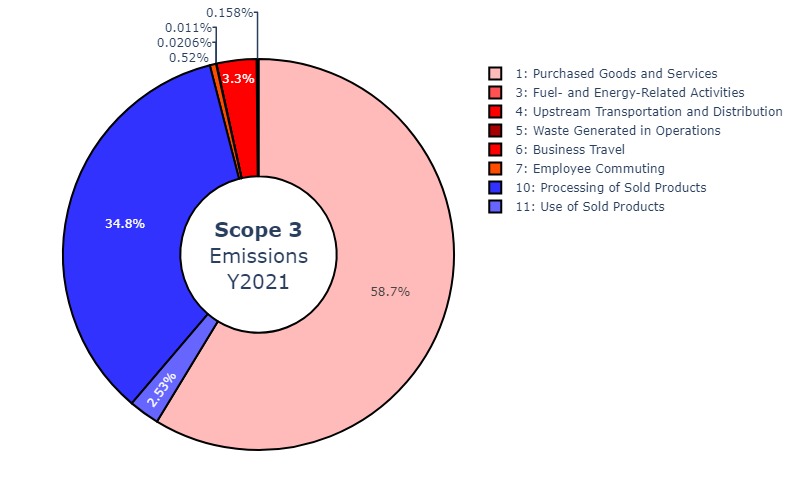 0.158%
0.011%
0.0206%
0.52%
3.3%
34.8%
58.7%
2.53%
Scope 3
Emissions
Y2021
1: Purchased Goods and Services
3: Fuel- and Energy-Related Activities
4: Upstream Transportation and Distribution
5: Waste Generated in Operations
6: Business Travel
7: Employee Commuting
10: Processing of Sold Products
11: Use of Sold Products